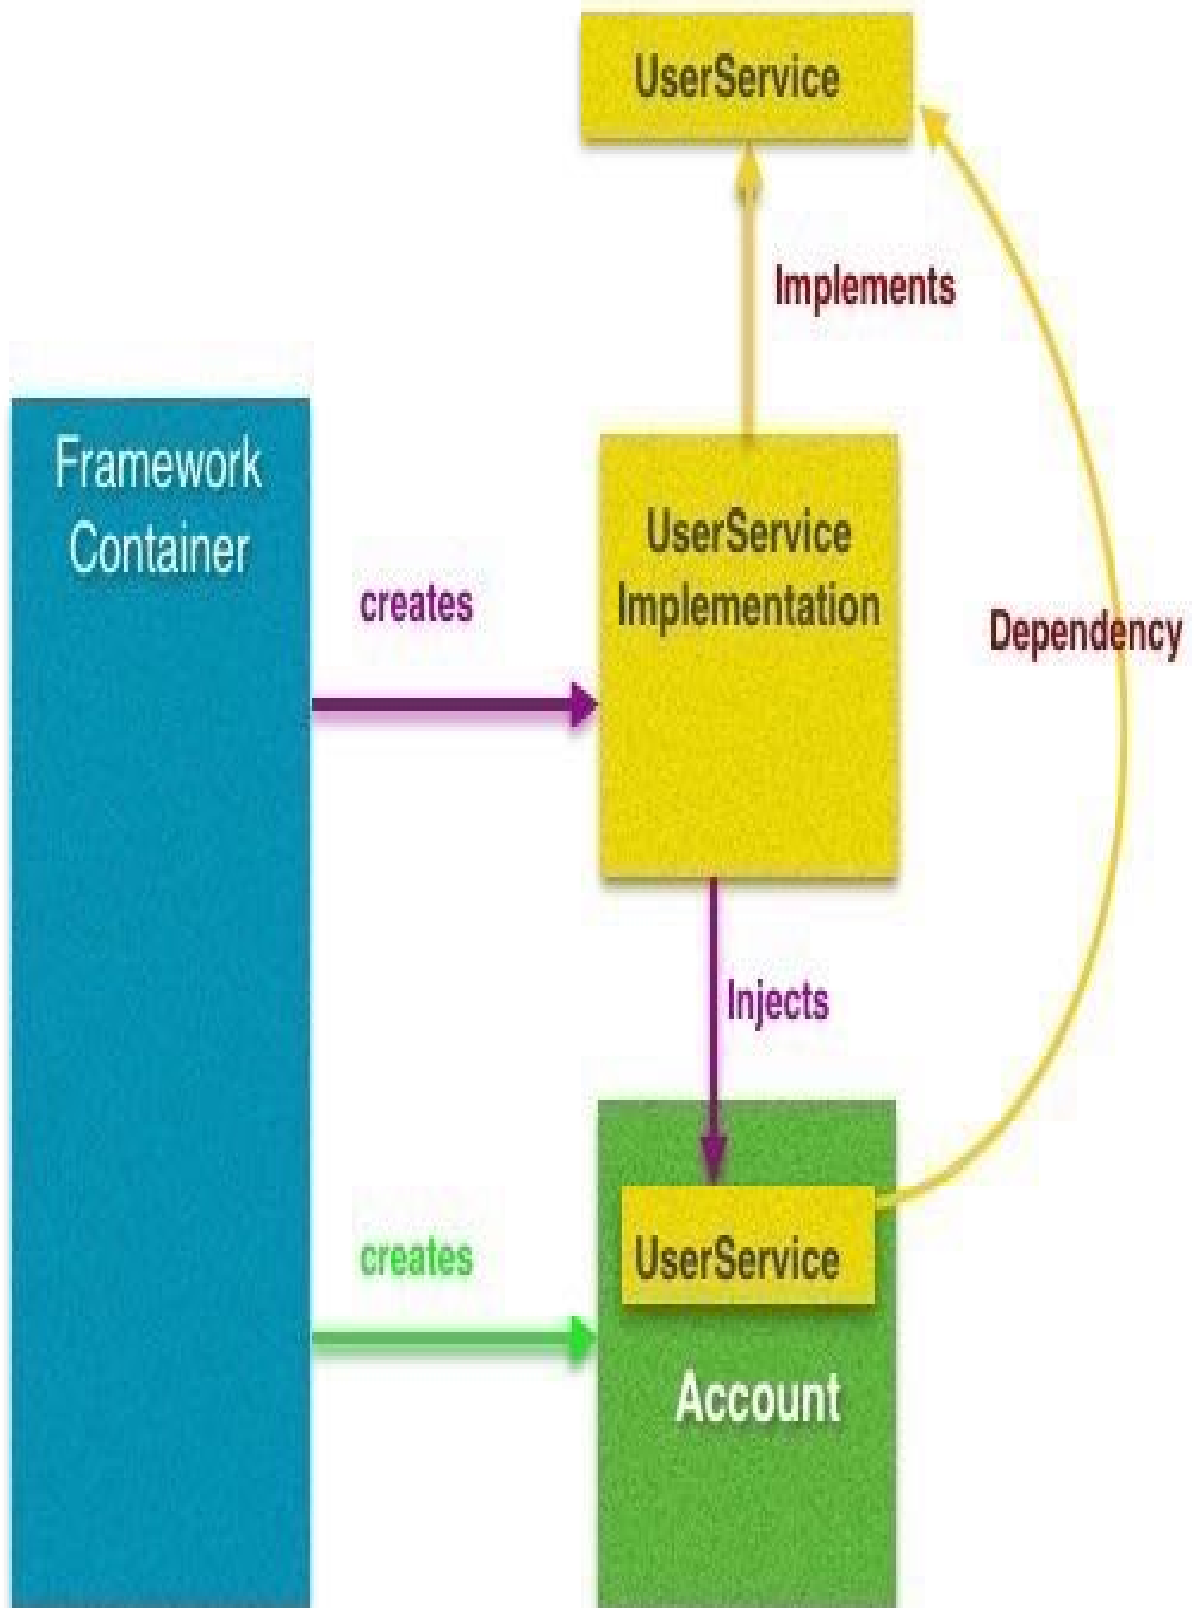 UserService
Implements
Framework
Container
UserService
Implementation
creates
Dependency
Injects
creates
UserService
Account